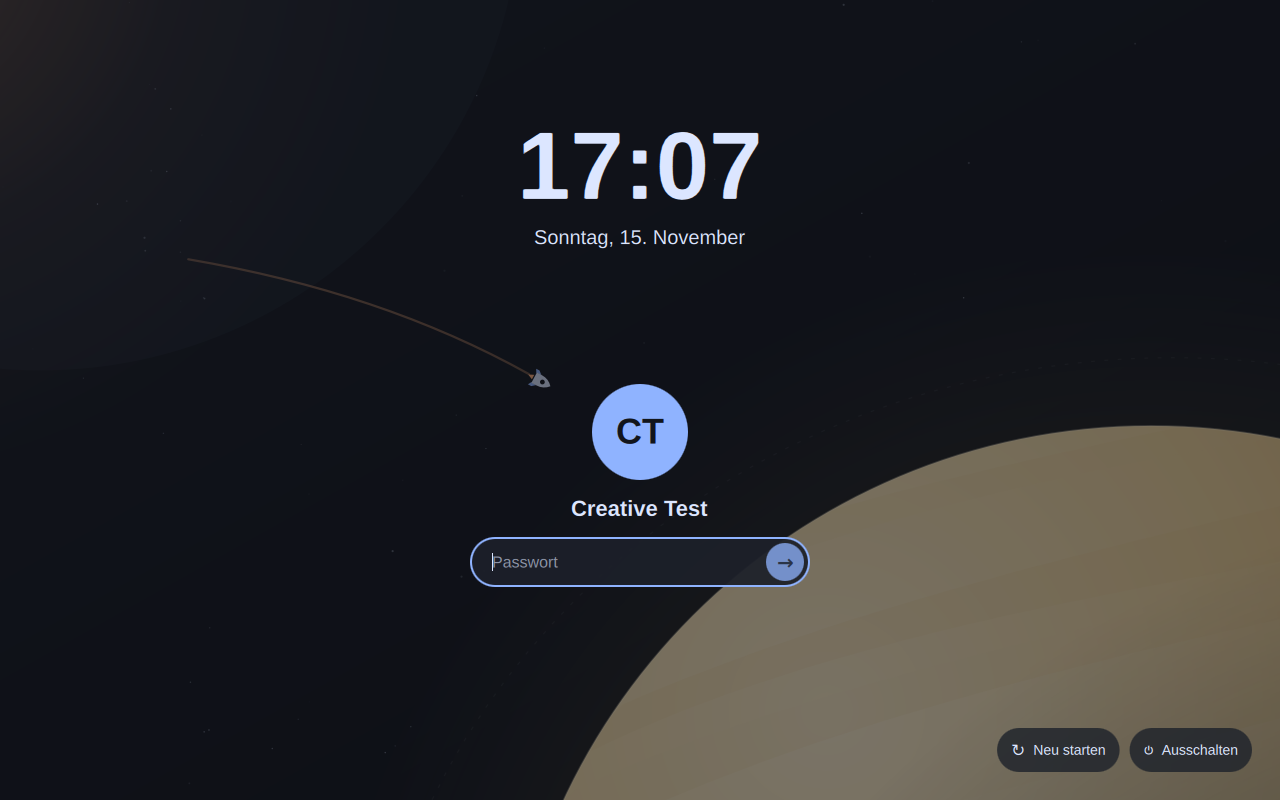 17:07
Sonntag, 15. November
CT
Creative Test
Passwort
Neu starten
Ausschalten